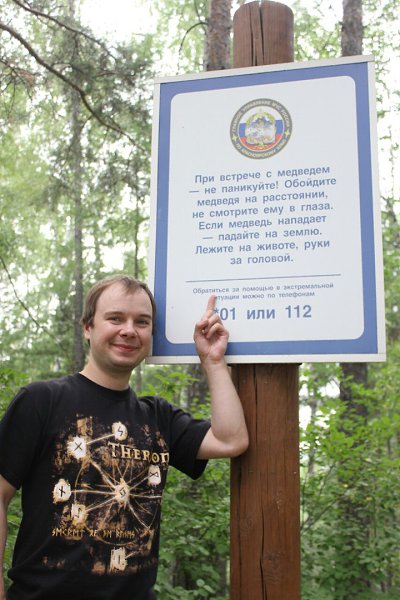 При встрече с медведем
— не паникуйте! Обойдите
медведя на расстоянии,
не смотрите ему в глаза.
Если медведь нападает
— падайте на землю.
Лежите на животе, руки
за головой.
Обратиться за помощью в экстремальной
ситуации можно по телефонам
*01 или 112
THERION